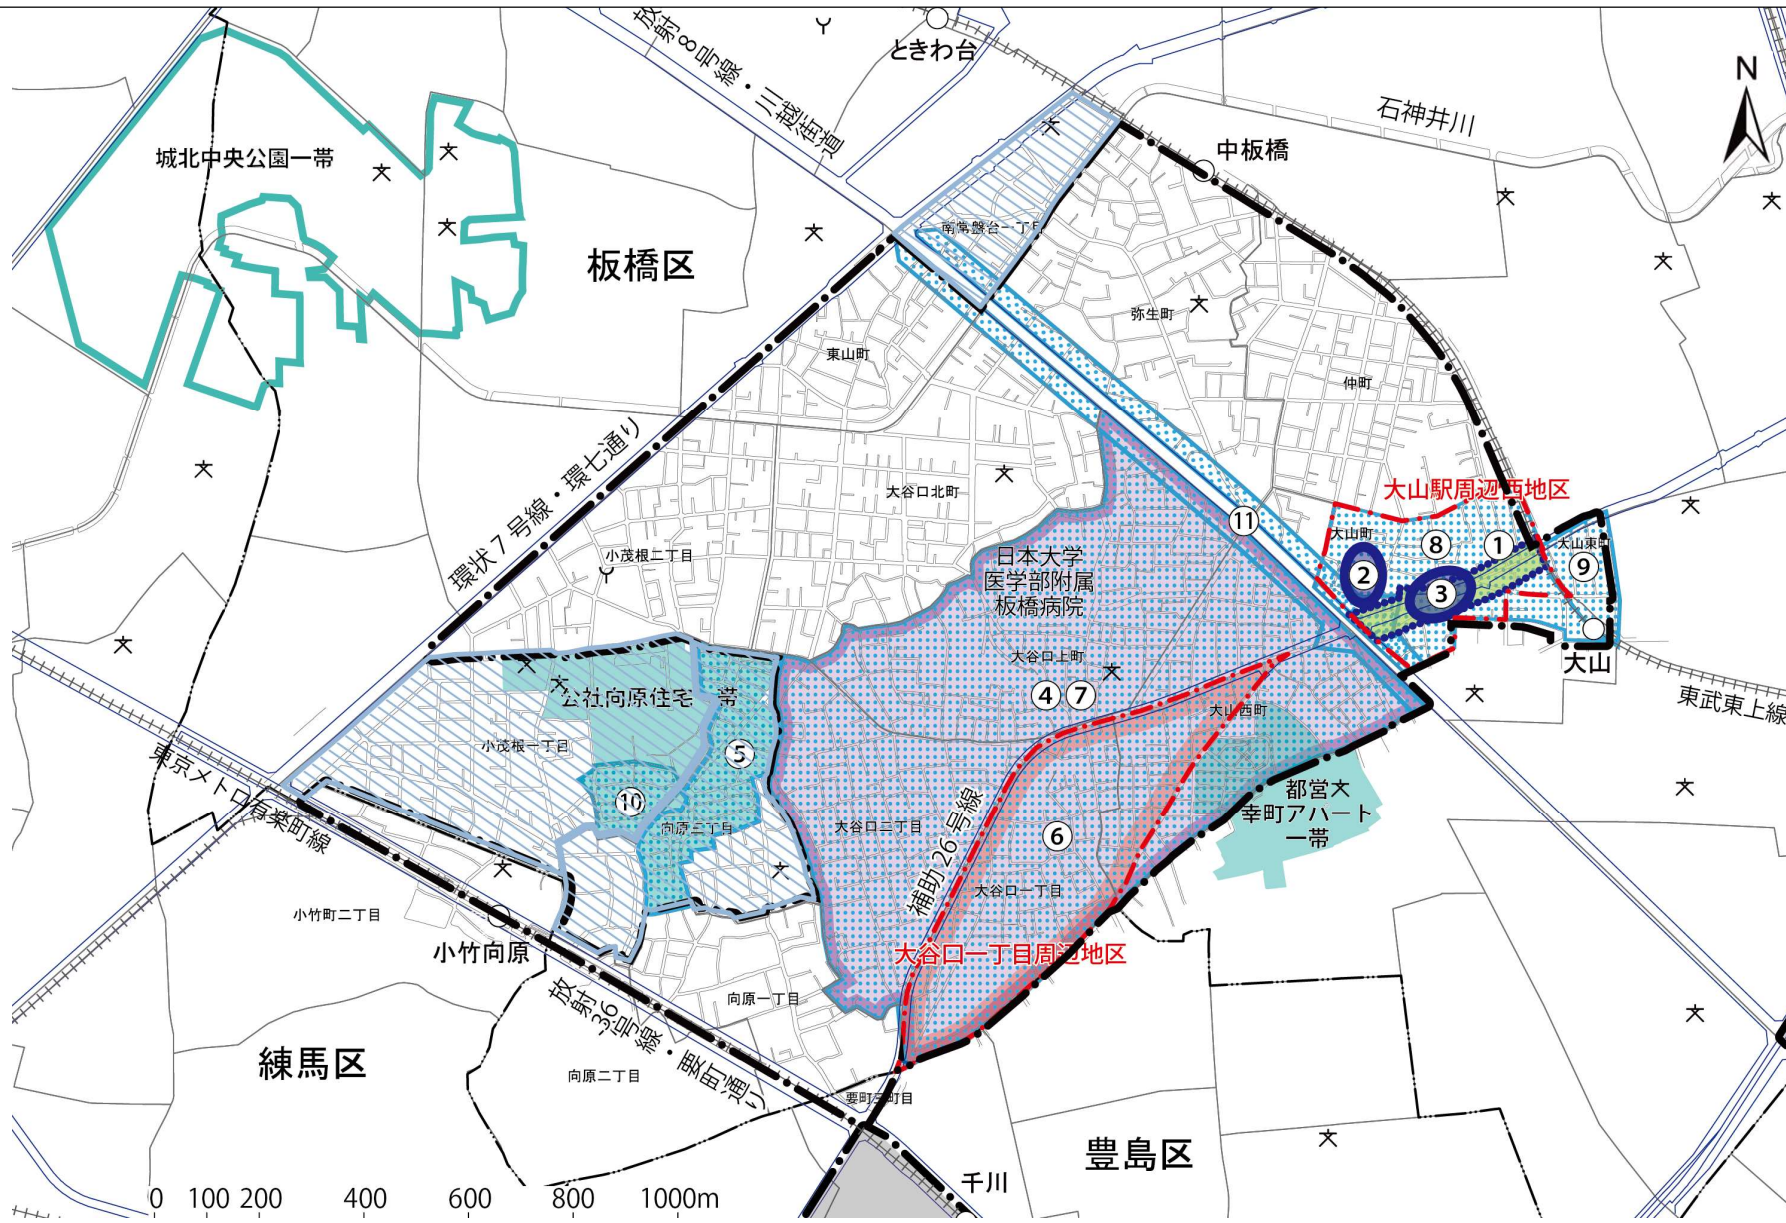 放射8号線・川越街道
ときわ台
N
石神井川
城北中央公園一帯
中板橋
板橋区
南常盤台一丁目
弥生町
東山町
仲町
環状7号線・環七通り
大谷口北町
大山駅周辺西地区
⑪
大山町
⑧
①
大山東町
②
⑨
③
小茂根二丁目
日本大学
医学部附属
板橋病院
大谷口上町
大山
公社向原住宅一帯
④
⑦
大山西町
東武東上線
小茂根一丁目
⑤
東京メトロ有楽町線
⑩
都営
幸町アパート
一帯
向原三丁目
大谷口二丁目
補助26号線
⑥
大谷口一丁目
小竹町二丁目
小竹向原
大谷口一丁目周辺地区
放射36号線・要町通り
向原一丁目
練馬区
向原二丁目
要町三丁目
豊島区
千川
0 100 200 400 600 800 1000m